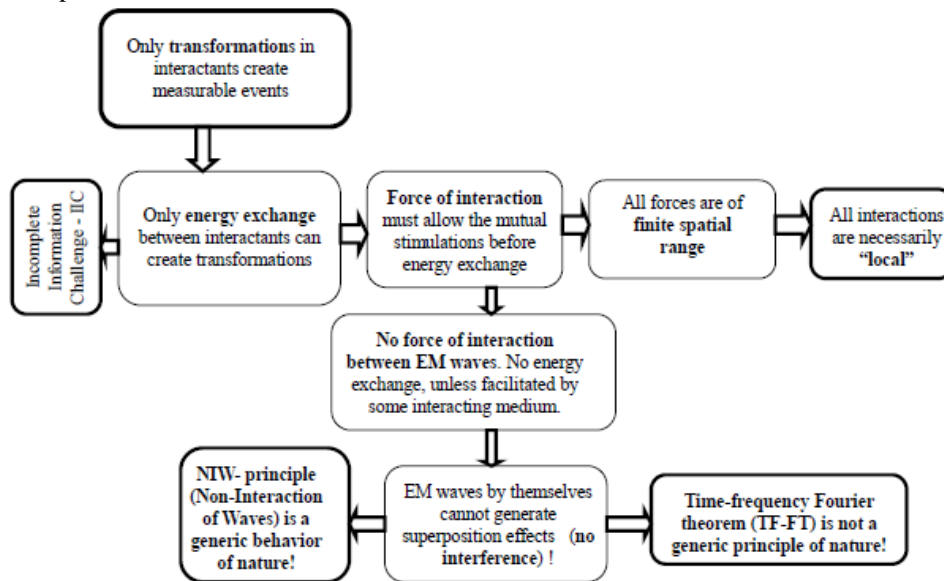 Only transformations in
interactants create
measurable events
Incomplete
Information
Challenge - IIC
Only energy exchange
between interactants can
create transformations
Force of interaction
must allow the mutual
stimulations before
energy exchange
All forces are of
finite spatial
range
All interactions
are necessarily
“local”
No force of interaction
between EM waves. No energy
exchange, unless facilitated by
some interacting medium.
NIW- principle
(Non-Interaction
of Waves) is a
generic behavior
of nature!
EM waves by themselves
cannot generate
superposition effects (no
interference) !
Time-frequency Fourier
theorem (TF-FT) is not a
generic principle of nature!